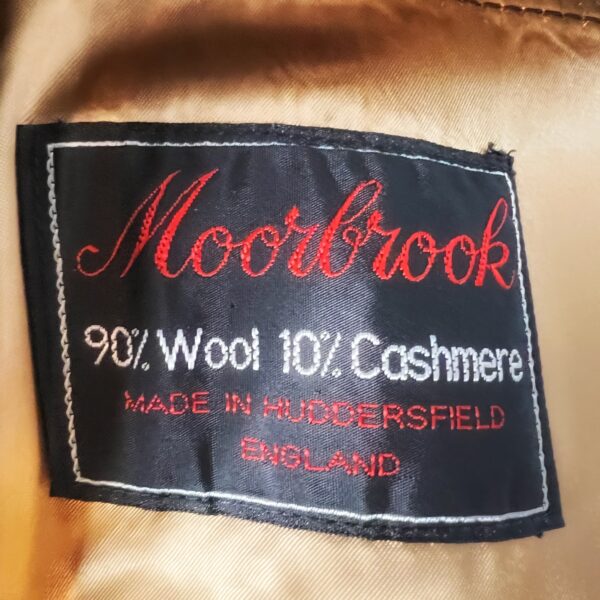 Moorbrook
90% Wool 10% Cashmere
MADE IN HUDDERSFIELD
ENGLAND